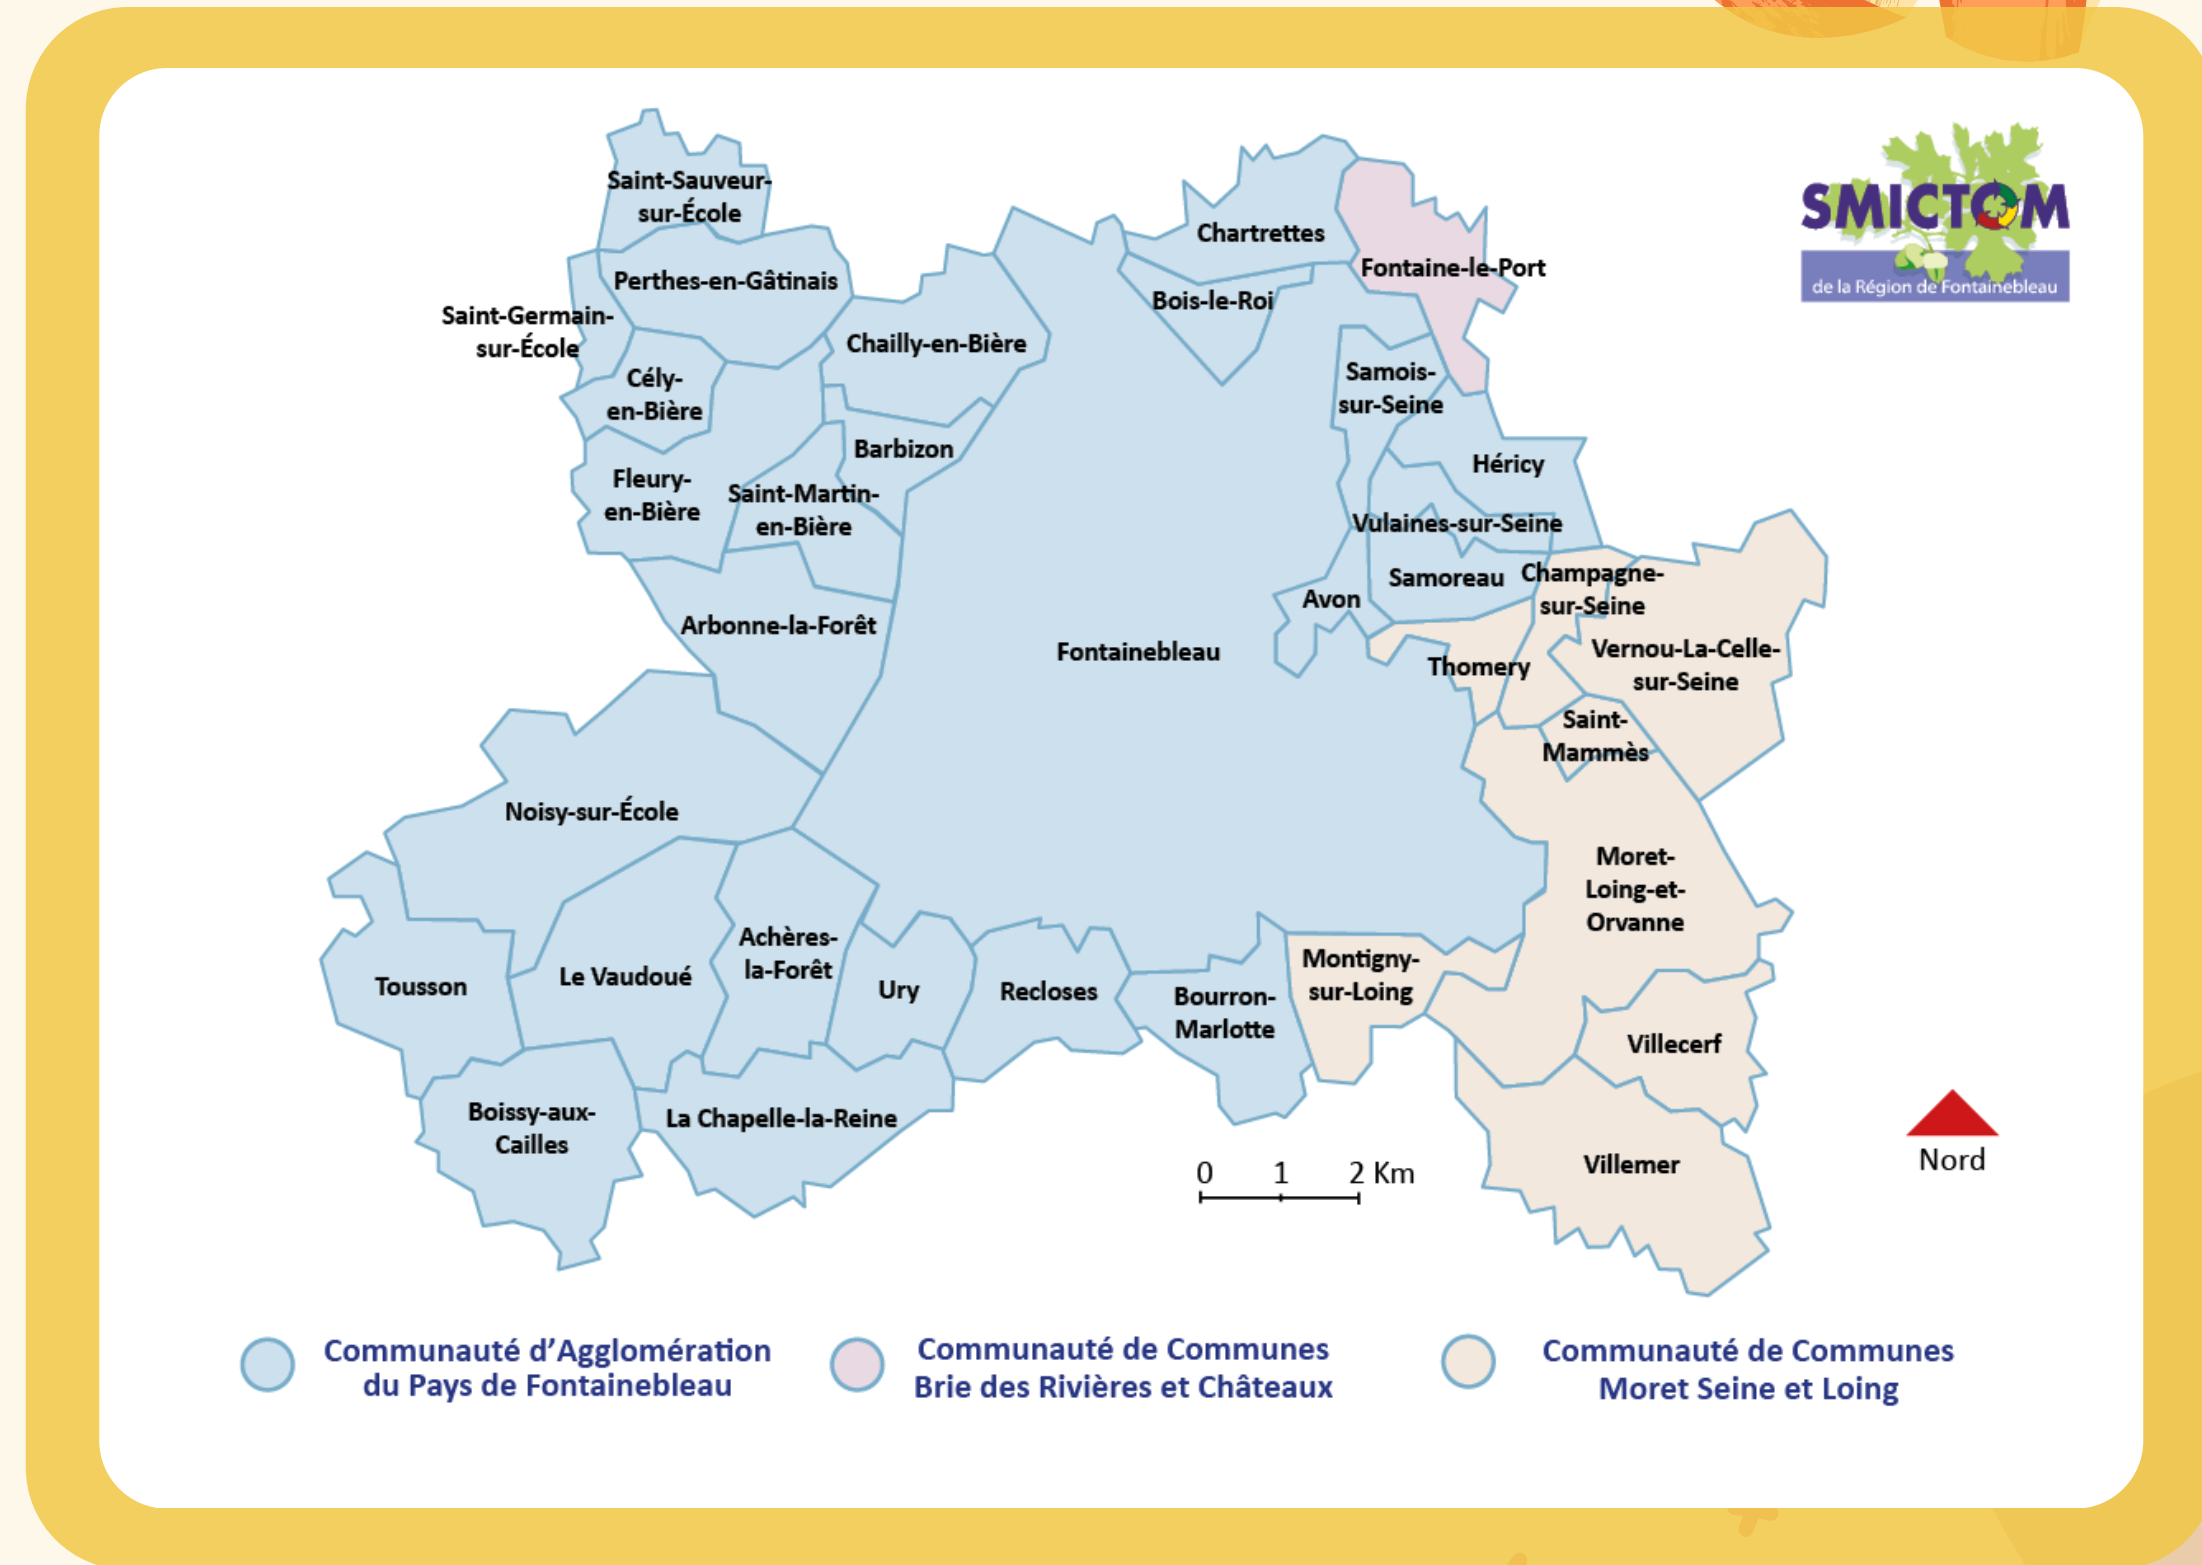 Saint-Sauveur-
sur-École
Perthes-en-Gâtinais
Saint-Germain-
sur-École
Cély-
en-Bière
Chailly-en-Bière
Barbizon
Fleury-
en-Bière
Saint-Martin-
en-Bière
Arbonne-la-Forêt
Chartrettes
Bois-le-Roi
Fontaine-le-Port
SMICTOM
de la Région de Fontainebleau
Samois-
sur-Seine
Héricy
Vulaines-sur-Seine
Samoreau
Avon
Fontainebleau
Champagne-
sur-Seine
Thomery
Vernou-La-Celle-
sur-Seine
Saint-
Mammès
Noisy-sur-École
Moret-
Loing-et-
Orvanne
Tousson
Le Vaudoué
Achères-
la-Forêt
Ury
Recloses
Bourron-
Marlotte
Montigny-
sur-Loing
Villecerf
Boissy-aux-
Cailles
La Chapelle-la-Reine
Villemer
0 1 2 Km
Nord
Communauté d’Agglomération
du Pays de Fontainebleau
Communauté de Communes
Brie des Rivières et Châteaux
Communauté de Communes
Moret Seine et Loing